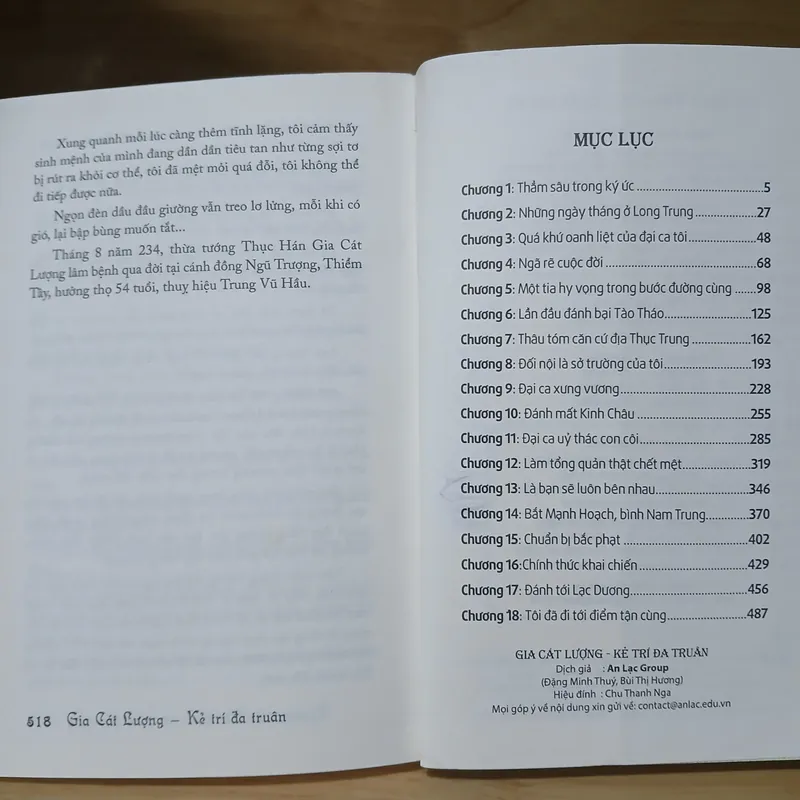 Xung quanh mỗi lúc càng thêm tĩnh lặng, tôi cảm thấy
sinh mệnh của mình đang dần dần tiêu tan như từng sợi tơ
bị rút ra khỏi cơ thể, tôi đã mệt mỏi quá đỗi, tôi không thể
đi tiếp được nữa.
Ngọn đèn dầu đầu giường vẫn treo lơ lửng, mỗi khi có
gió, lại bập bùng muốn tắt...
Tháng 8 năm 234, thừa tướng Thục Hán Gia Cát
Lượng lâm bệnh qua đời tại cánh đồng Ngũ Trượng, Thiểm
Tây, hưởng thọ 54 tuổi, thuỵ hiệu Trung Vũ Hầu.
518 Gia Cát Lượng – Kẻ trí đa truân
MỤC LỤC
Chương 1: Thẳm sâu trong ký ức ....................................5
Chương 2: Những ngày tháng ở Long Trung ..................27
Chương 3: Quá khứ oanh liệt của đại ca tôi ...................48
Chương 4: Ngã rẽ cuộc đời ...........................................68
Chương 5: Một tia hy vọng trong bước đường cùng ......98
Chương 6: Lần đầu đánh bại Tào Tháo.........................125
Chương 7: Thâu tóm căn cứ địa Thục Trung .................162
Chương 8: Đối nội là sở trường của tôi.........................193
Chương 9: Đại ca xưng vương.....................................228
Chương 10: Đánh mất Kinh Châu ................................255
Chương 11: Đại ca uỷ thác con côi...............................285
Chương 12: Làm tổng quản thật chết mệt....................319
Chương 13: Là bạn sẽ luôn bên nhau...........................346
Chương 14: Bắt Mạnh Hoạch, bình Nam Trung.............370
Chương 15: Chuẩn bị bắc phạt ....................................402
Chương 16:Chính thức khai chiến ................................429
Chương 17: Đánh tới Lạc Dương..................................456
Chương 18: Tôi đã đi tới điểm tận cùng........................487
GIA CÁT LƯỢNG - KẺ TRÍ ĐA TRUÂN
Dịch giả : An Lạc Group
(Đặng Minh Thuý, Bùi Thị Hương)
Hiệu đính : Chu Thanh Nga
Mọi góp ý về nội dung xin gửi về: contact@anlac.edu.vn